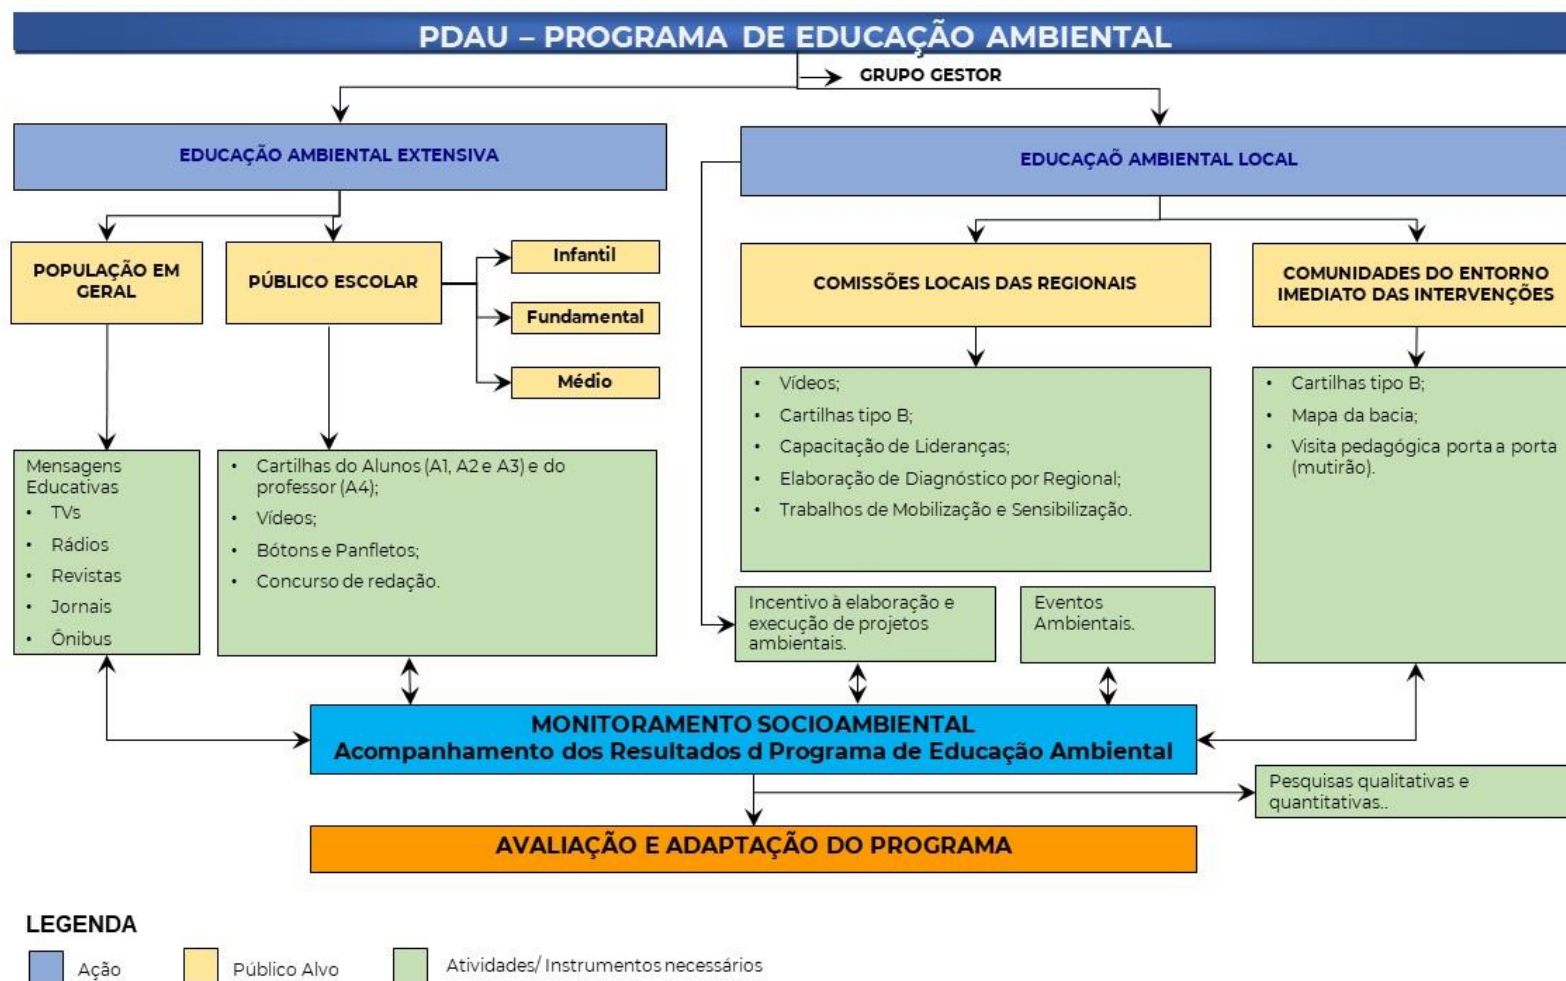 PDAU – PROGRAMA DE EDUCAÇÃO AMBIENTAL
GRUPO GESTOR
EDUCAÇÃO AMBIENTAL EXTENSIVA
EDUCAÇAÕ AMBIENTAL LOCAL
POPULAÇÃO EM
GERAL
PÚBLICO ESCOLAR
Infantil
Fundamental
Médio
COMISSÕES LOCAIS DAS REGIONAIS
COMUNIDADES DO ENTORNO
IMEDIATO DAS INTERVENÇÕES
Mensagens
Educativas
• TVs
• Rádios
• Revistas
• Jornais
• Ônibus
• Cartilhas do Alunos (A1, A2 e A3) e do
professor (A4);
• Vídeos;
• Bótons e Panfletos;
• Concurso de redação.
• Vídeos;
• Cartilhas tipo B;
• Capacitação de Lideranças;
• Elaboração de Diagnóstico por Regional;
• Trabalhos de Mobilização e Sensibilização.
• Cartilhas tipo B;
• Mapa da bacia;
• Visita pedagógica porta a porta
(mutirão).
Incentivo à elaboração e
execução de projetos
ambientais.
Eventos
Ambientais.
MONITORAMENTO SOCIOAMBIENTAL
Acompanhamento dos Resultados d Programa de Educação Ambiental
Pesquisas qualitativas e
quantitativas..
AVALIAÇÃO E ADAPTAÇÃO DO PROGRAMA
LEGENDA
Ação
Público Alvo
Atividades/ Instrumentos necessários